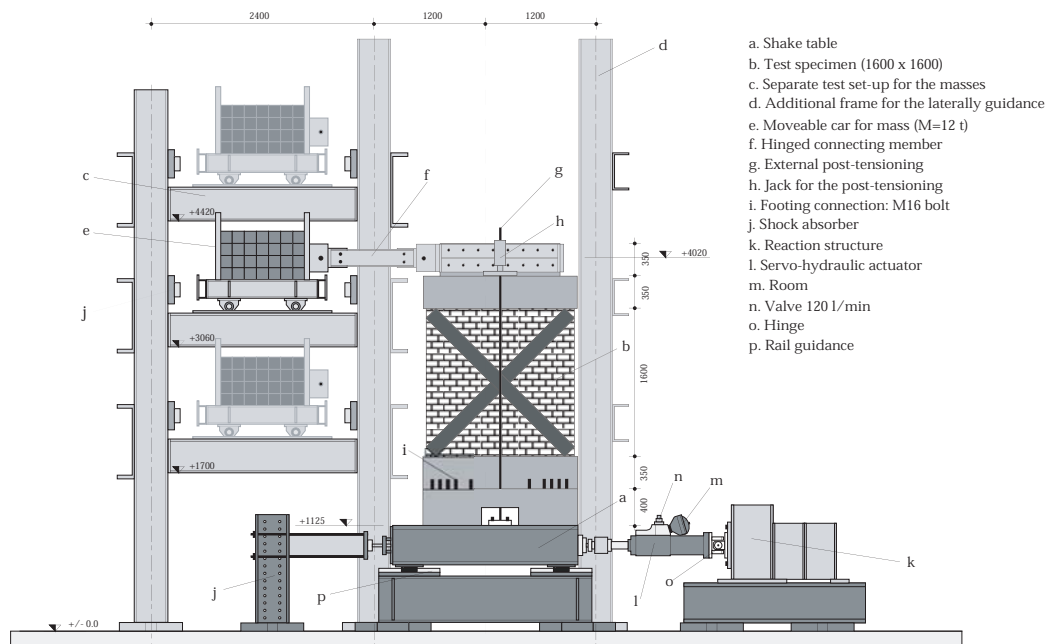 2400
1200
1200
a. Shake table
b. Test specimen (1600 x 1600)
c. Separate test set-up for the masses
d. Additional frame for the laterally guidance
e. Moveable car for mass (M=12 t)
f. Hinged connecting member
g. External post-tensioning
h. Jack for the post-tensioning
i. Footing connection: M16 bolt
j. Shock absorber
k. Reaction structure
l. Servo-hydraulic actuator
m. Room
n. Valve 120 l/min
o. Hinge
p. Rail guidance
d
c
f
g
h
+4420
e
350
+4020
350
j
+3060
b
1600
i
+1700
350
n
m
a
400
+1125
k
j
p
l
o
+/- 0.0